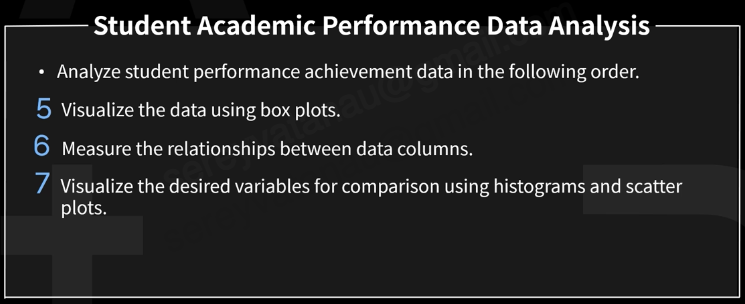 Student Academic Performance Data Analysis
• Analyze student performance achievement data in the following order.
5 Visualize the data using box plots.
6 Measure the relationships between data columns.
7 Visualize the desired variables for comparison using histograms and scatter
plots.